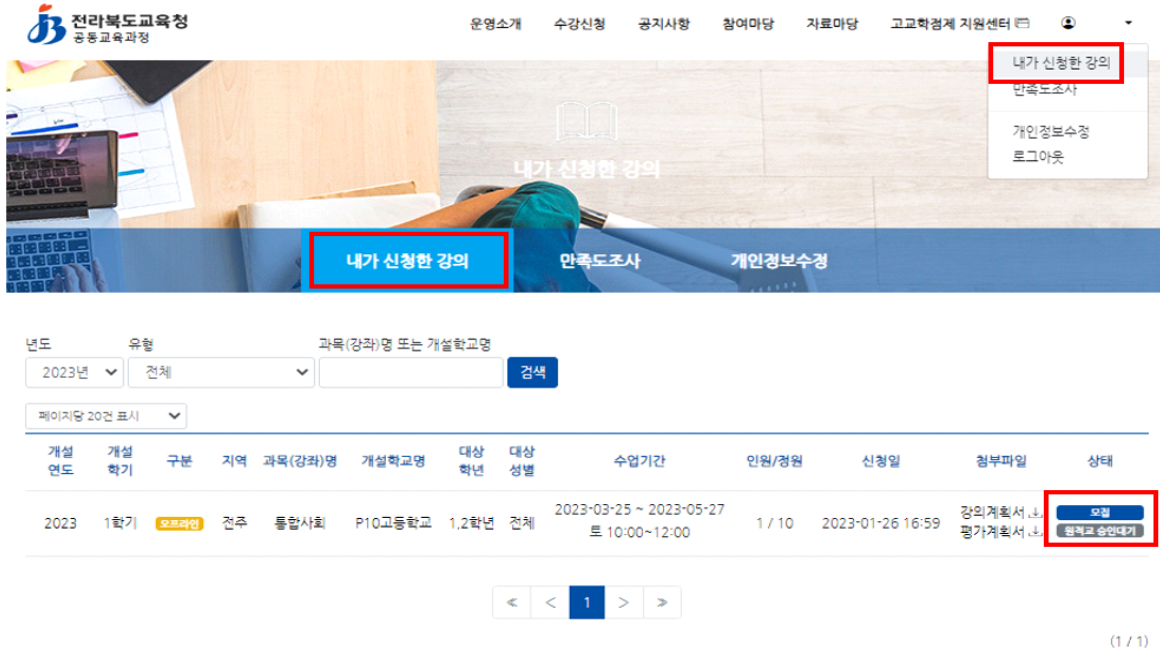 전라북도교육청
공동교육과정
운영소개 수강신청 공지사항 참여마당 자료마당 고교학점제 지원센터
내가 신청한 강의
만족도조사
개인정보수정
로그아웃
내가 신청한 강의
내가 신청한 강의 만족도조사 개인정보수정
년도 유형 과목(강좌)명 또는 개설학교명
2023년 전체 검색
페이지당 20건 표시
개설 연도 개설 학기 구분 지역 과목(강좌)명 개설학교명 대상 학년 대상 성별 수업기간 인원/정원 신청일 첨부파일 상태
2023 1학기 오프라인 전주 통합사회 P10고등학교 1,2학년 전체 2023-03-25 ~ 2023-05-27 토 10:00~12:00 1 / 10 2023-01-26 16:59 강의계획서 평가계획서 모집 원적교 승인대기
« < 1 > »
(1 / 1)